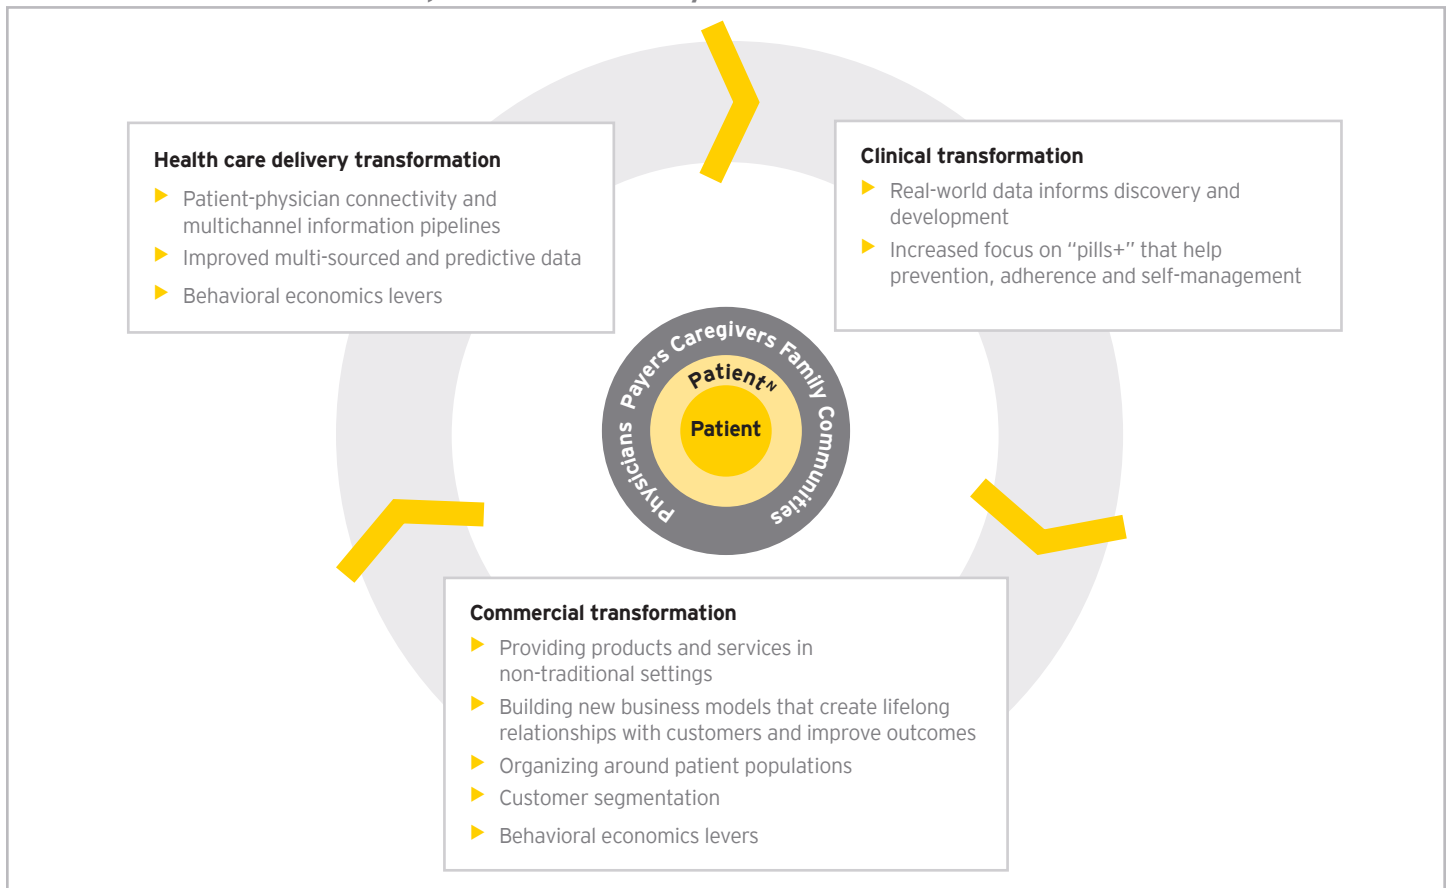 Health care delivery transformation
Patient-physician connectivity and
multichannel information pipelines
Improved multi-sourced and predictive data
Behavioral economics levers
Clinical transformation
Real-world data informs discovery and
development
Increased focus on “pills+” that help
prevention, adherence and self-management
Physicians Payers Caregivers Family Communities
Patientᴺ
Patient
Commercial transformation
Providing products and services in
non-traditional settings
Building new business models that create lifelong
relationships with customers and improve outcomes
Organizing around patient populations
Customer segmentation
Behavioral economics levers